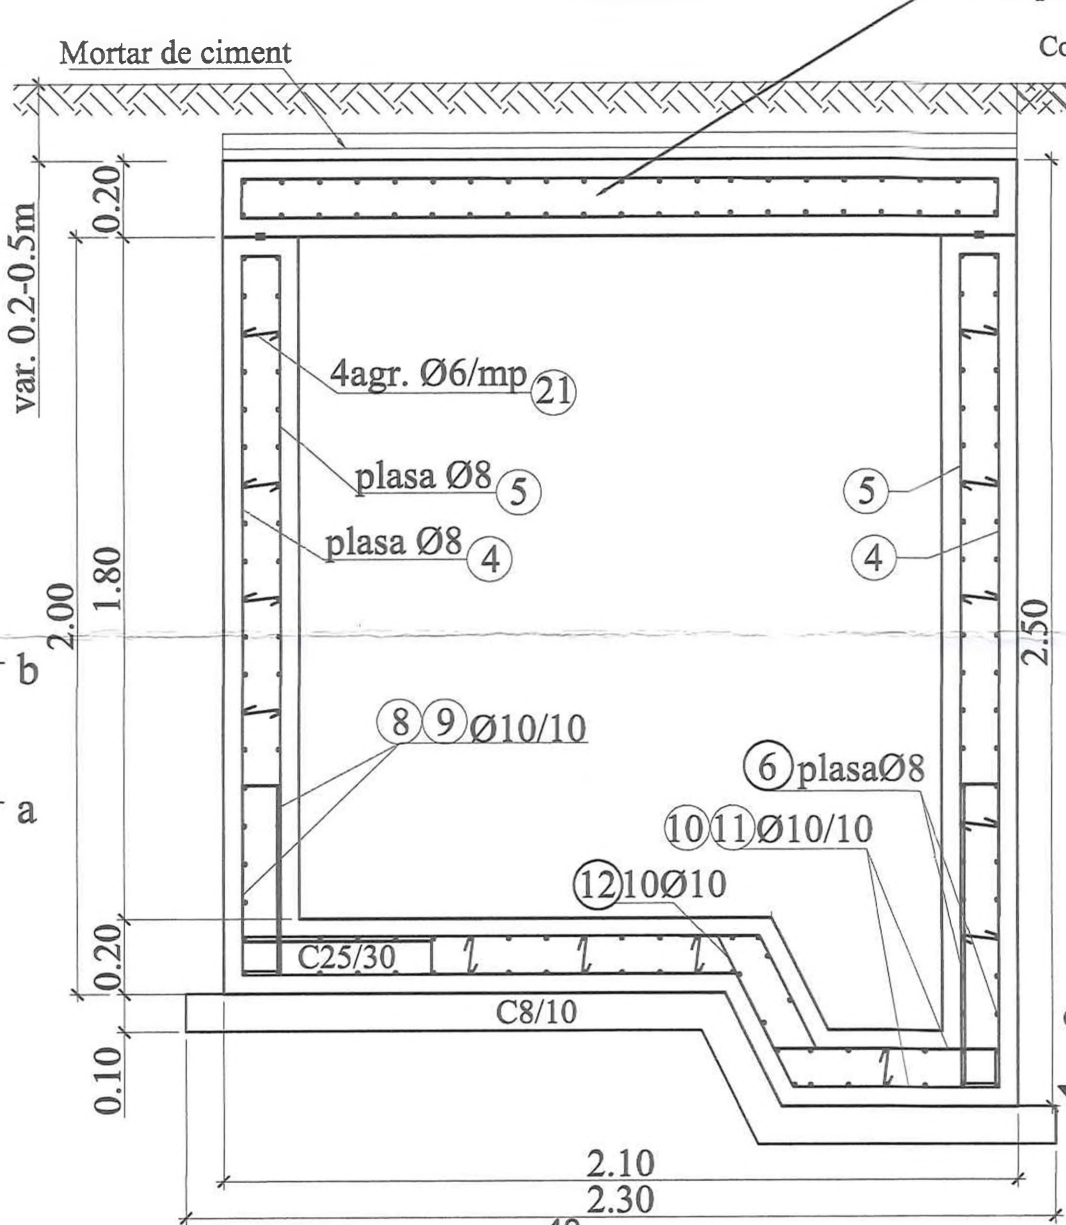 Mortar de ciment
Co
0.20
var. 0.2-0.5m
4agr. Ø6/mp 21
plasa Ø8 5
5
plasa Ø8 4
4
1.80
2.00
2.50
b
8 9 Ø10/10
6 plasaØ8
a
10 11 Ø10/10
12 10Ø10
0.20
C25/30
C8/10
0.10
2.10
2.30